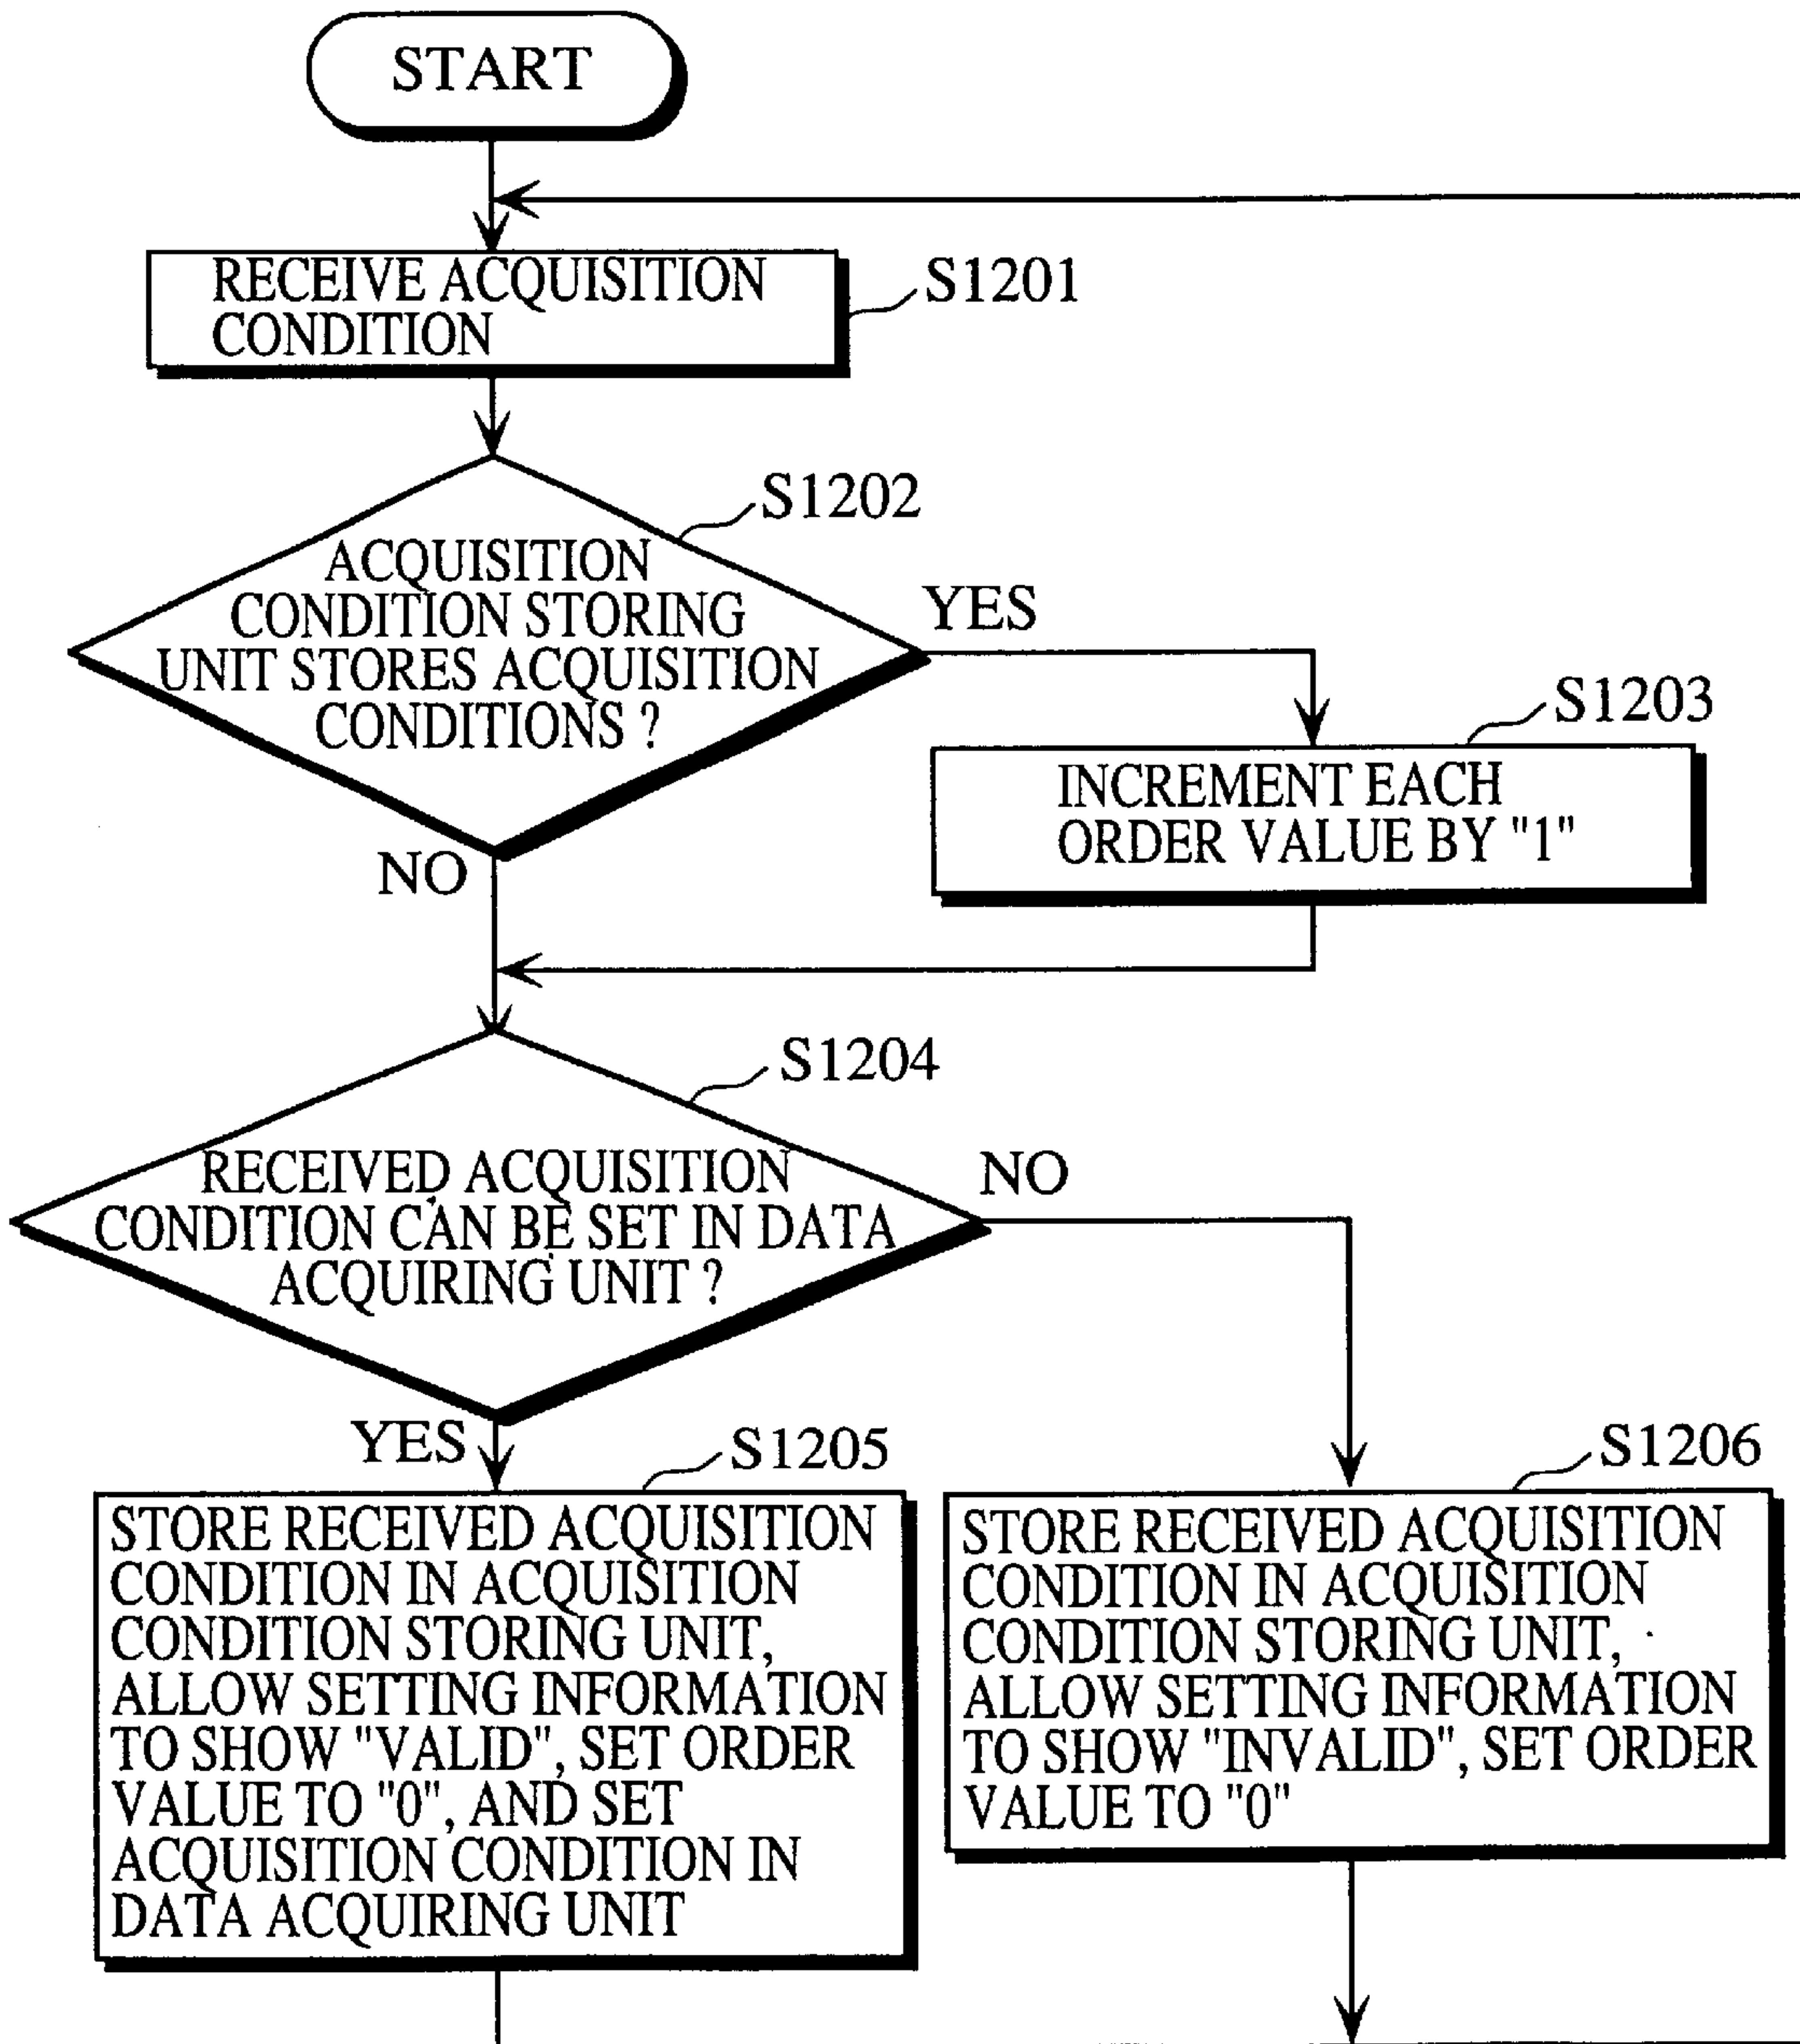 START
RECEIVE ACQUISITION
CONDITION
S1201
S1202
ACQUISITION
CONDITION STORING
UNIT STORES ACQUISITION
CONDITIONS ?
YES
NO
S1203
INCREMENT EACH
ORDER VALUE BY "1"
S1204
RECEIVED ACQUISITION
CONDITION CAN BE SET IN DATA
ACQUIRING UNIT ?
NO
YES
S1205
STORE RECEIVED ACQUISITION
CONDITION IN ACQUISITION
CONDITION STORING UNIT,
ALLOW SETTING INFORMATION
TO SHOW "VALID", SET ORDER
VALUE TO "0", AND SET
ACQUISITION CONDITION IN
DATA ACQUIRING UNIT
S1206
STORE RECEIVED ACQUISITION
CONDITION IN ACQUISITION
CONDITION STORING UNIT,
ALLOW SETTING INFORMATION
TO SHOW "INVALID", SET ORDER
VALUE TO "0"